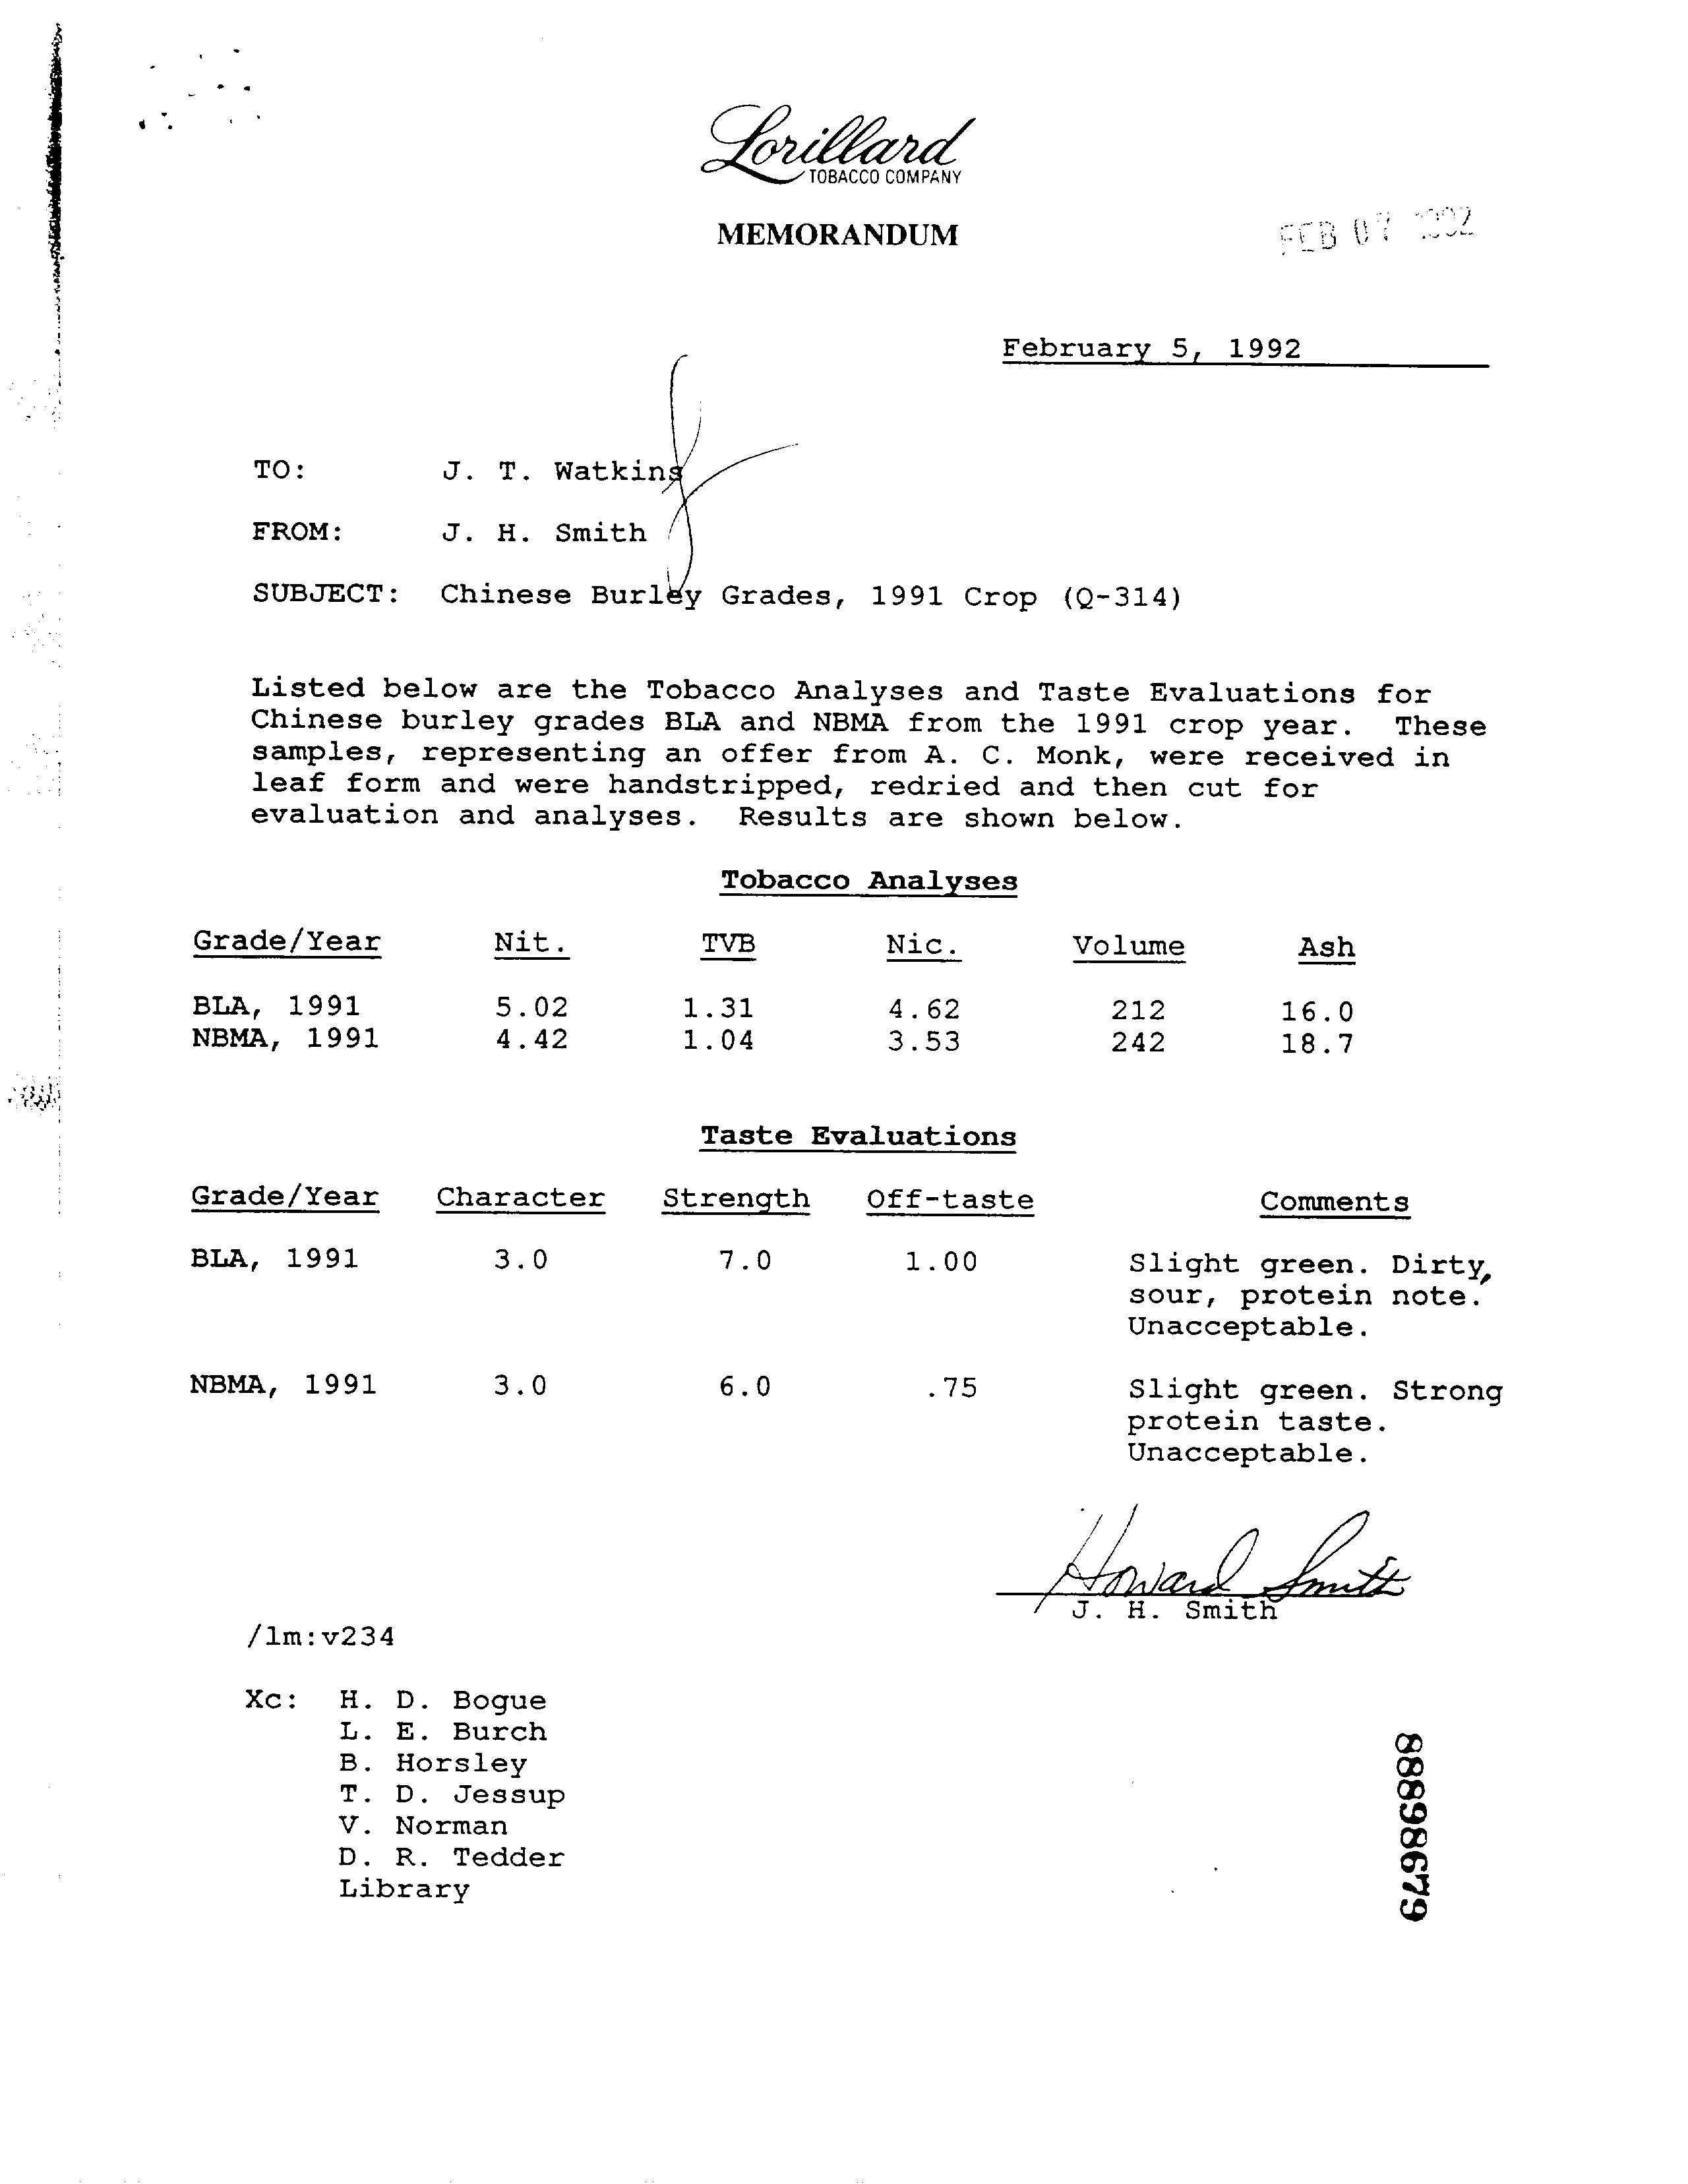 Lorillard
TOBACCO COMPANY
MEMORANDUM
FEB 07 1992
February 5, 1992
TO: J. T. Watkins
FROM: J. H. Smith
SUBJECT: Chinese Burley Grades, 1991 Crop (Q-314)
Listed below are the Tobacco Analyses and Taste Evaluations for
Chinese burley grades BLA and NBMA from the 1991 crop year. These
samples, representing an offer from A. C. Monk, were received in
leaf form and were handstripped, redried and then cut for
evaluation and analyses. Results are shown below.
Tobacco Analyses
Grade/Year Nit. TVB Nic. Volume Ash
BLA, 1991 5.02 1.31 4.62 212 16.0
NBMA, 1991 4.42 1.04 3.53 242 18.7
Taste Evaluations
Grade/Year Character Strength Off-taste Comments
BLA, 1991 3.0 7.0 1.00 Slight green. Dirty,
sour, protein note.
Unacceptable.
NBMA, 1991 3.0 6.0 .75 Slight green. Strong
protein taste.
Unacceptable.
Howard Smith
J. H. Smith
/lm:v234
Xc: H. D. Bogue
L. E. Burch
B. Horsley
T. D. Jessup
V. Norman
D. R. Tedder
Library
88898679